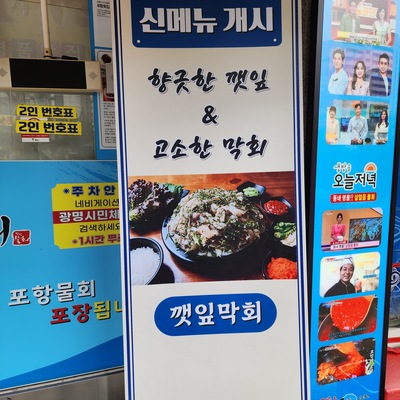 신메뉴 개시
향긋한 깻잎
&
고소한 막회
깻잎막회
2인 번호표
2인 번호표
*주차안
네비게이션
광명시민체
검색하세요
*1시간 무료
포항물회
포장됩니
오늘저녁